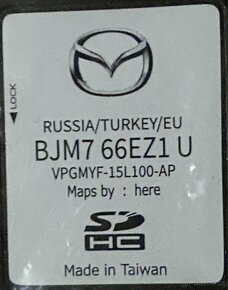 LOCK
RUSSIA/TURKEY/EU
BJM7 66EZ1 U
VPGMYF-15L100-AP
Maps by : here
SD
HC
Made in Taiwan